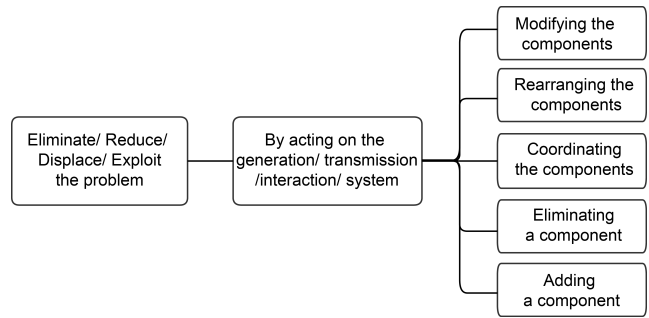 Eliminate/ Reduce/
Displace/ Exploit
the problem
By acting on the
generation/ transmission
/interaction/ system
Modifying the
components
Rearranging the
components
Coordinating
the components
Eliminating
a component
Adding
a component